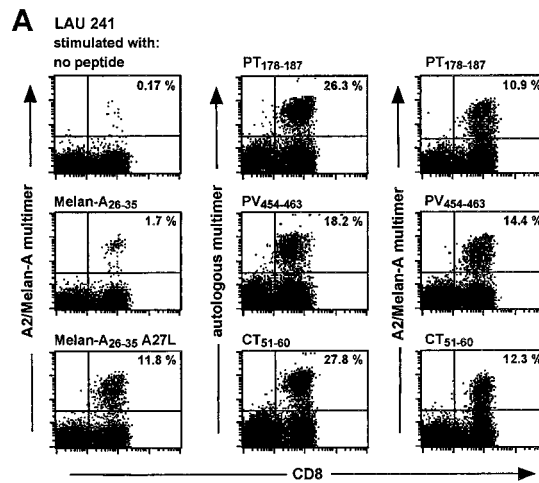 A
LAU 241
stimulated with:
no peptide
PT178-187
PT178-187
0.17 %
26.3 %
10.9 %
Melan-A26-35
PV454-463
PV454-463
1.7 %
18.2 %
14.4 %
Melan-A26-35 A27L
CT51-60
CT51-60
11.8 %
27.8 %
12.3 %
A2/Melan-A multimer
autologous multimer
A2/Melan-A multimer
CD8